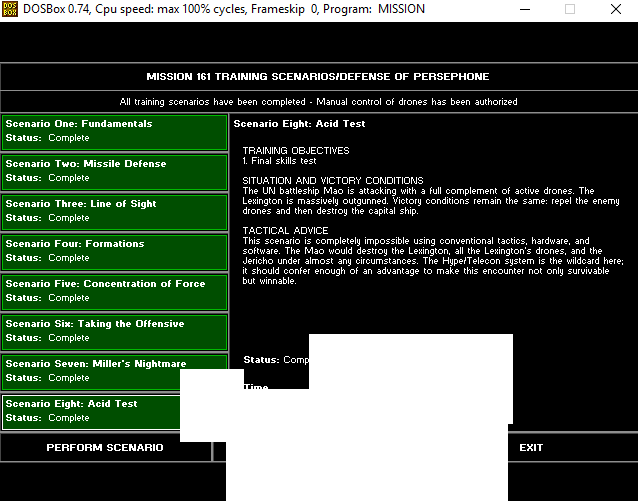 DOS
BOX
DOSBox 0.74, Cpu speed: max 100% cycles, Frameskip 0, Program: MISSION
MISSION 161 TRAINING SCENARIOS/DEFENSE OF PERSEPHONE
All training scenarios have been completed - Manual control of drones has been authorized
Scenario One: Fundamentals
Status: Complete
Scenario Two: Missile Defense
Status: Complete
Scenario Three: Line of Sight
Status: Complete
Scenario Four: Formations
Status: Complete
Scenario Five: Concentration of Force
Status: Complete
Scenario Six: Taking the Offensive
Status: Complete
Scenario Seven: Miller's Nightmare
Status: Complete
Scenario Eight: Acid Test
Status: Complete
Scenario Eight: Acid Test
TRAINING OBJECTIVES
1. Final skills test
SITUATION AND VICTORY CONDITIONS
The UN battleship Mao is attacking with a full complement of active drones. The
Lexington is massively outgunned. Victory conditions remain the same: repel the enemy
drones and then destroy the capital ship.
TACTICAL ADVICE
This scenario is completely impossible using conventional tactics, hardware, and
software. The Mao would destroy the Lexington, all the Lexington's drones, and the
Jericho under almost any circumstances. The Hype/Telecon system is the wildcard here;
it should confer enough of an advantage to make this encounter not only survivable
but winnable.
Status: Comp
Time
PERFORM SCENARIO
EXIT